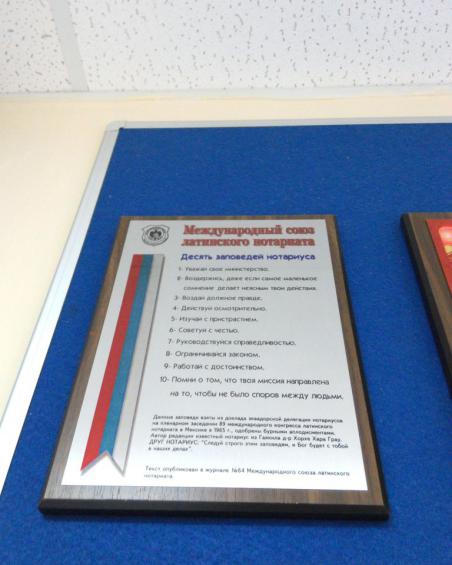 Международный союз
латинского нотариата
Десять заповедей нотариуса
1- Уважай свое министерство.
2- Воздержись, даже если самое маленькое
сомнение делает неясным твои действия.
3- Воздай должное правде.
4- Действуй осмотрительно.
5- Изучай с пристрастием.
6- Советуй с честью.
7- Руководствуйся справедливостью.
8- Ограничивайся законом.
9- Работай с достоинством.
10- Помни о том, что твоя миссия направлена
на то, чтобы не было споров между людьми.
Данные заповеди взяты из доклада эквадорской делегации нотариусов
на пленарном заседании 89 международного конгресса латинского
нотариата в Мексике в 1965 г., одобрены бурными аплодисментами.
Автор редакции известный нотариус из Гаякила д-р Хорхе Хара Грау.
ДРУГ НОТАРИУС: "Следуй строго этим заповедям, и Бог будет с тобой
в наших делах".
Текст опубликован в журнале №64 Международного союза латинского
нотариата.